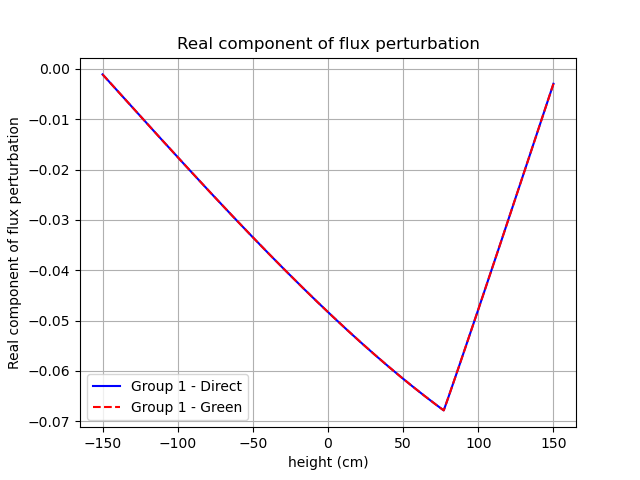 Real component of flux perturbation
Real component of flux perturbation
0.00
−0.01
−0.02
−0.03
−0.04
−0.05
−0.06
−0.07
Group 1 - Direct
Group 1 - Green
−150 −100 −50 0 50 100 150
height (cm)